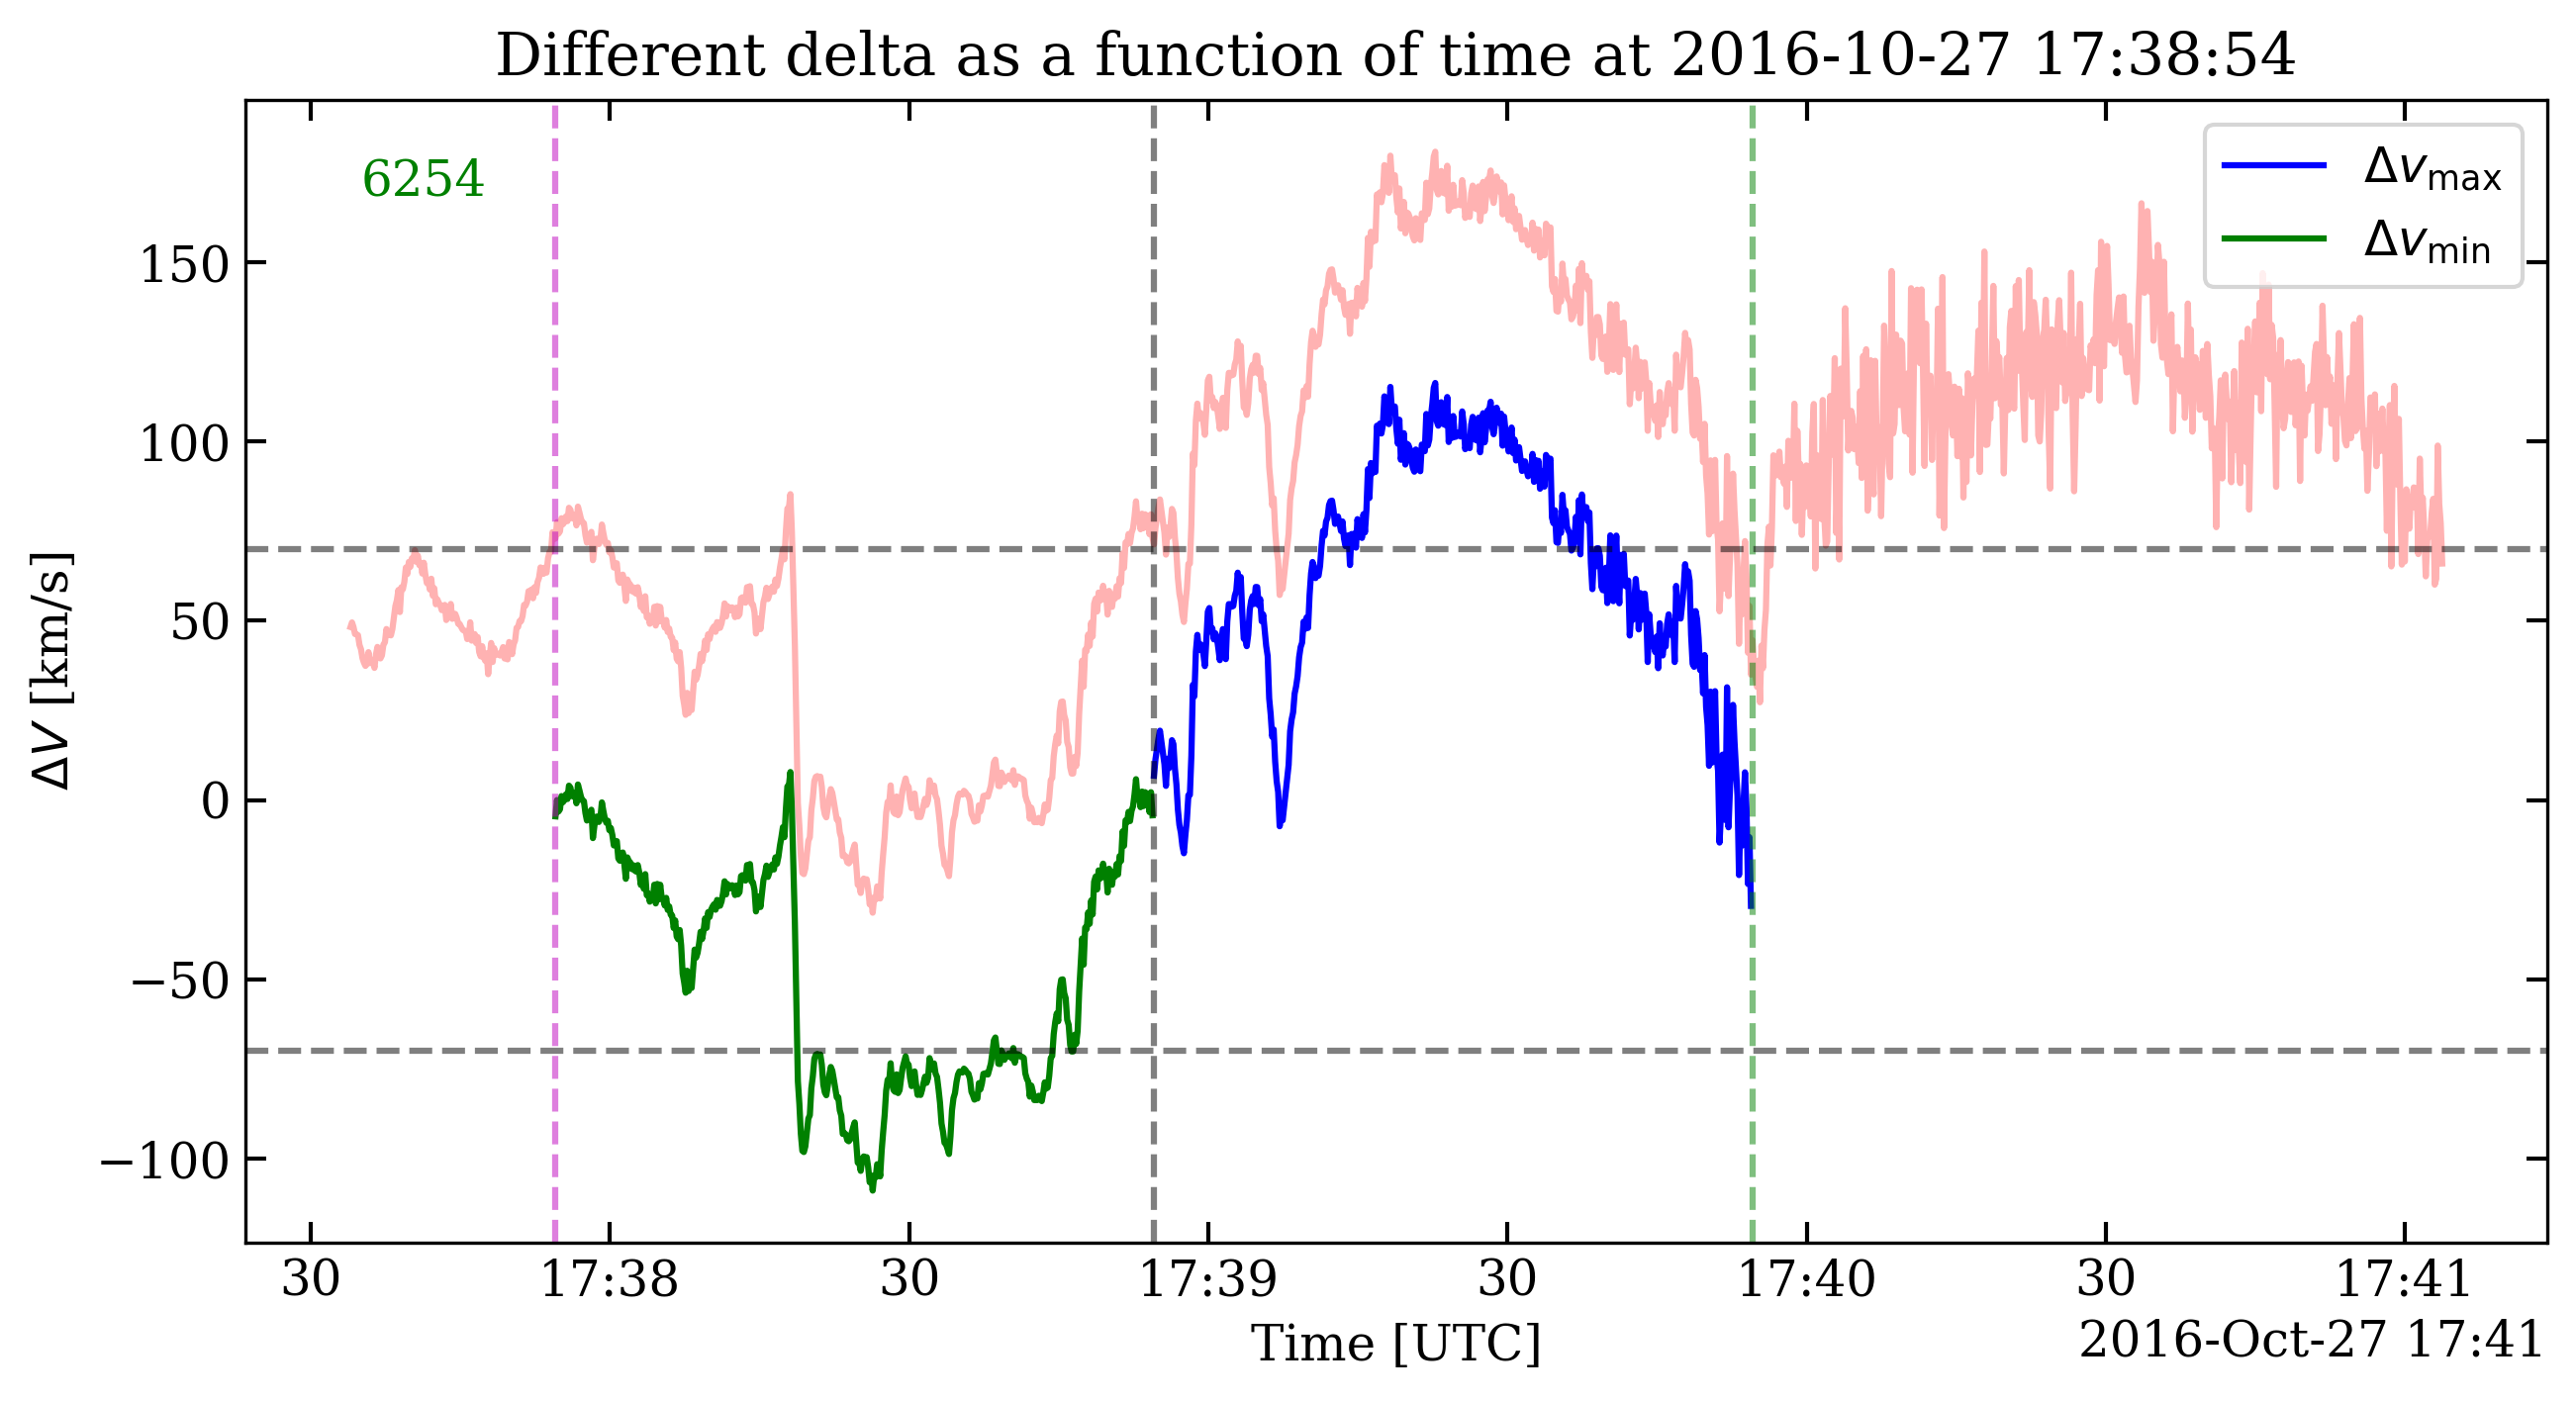 Different delta as a function of time at 2016-10-27 17:38:54
6254
Δv_max
Δv_min
ΔV [km/s]
150
100
50
0
−50
−100
30 17:38 30 17:39 30 17:40 30 17:41
Time [UTC]
2016-Oct-27 17:41